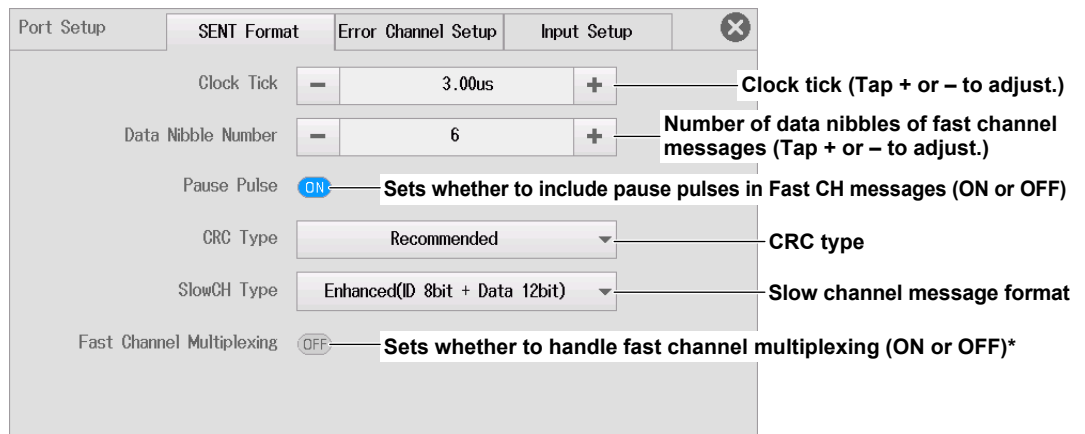 Port Setup
SENT Format
Error Channel Setup
Input Setup
Clock Tick
−
3.00us
+
Clock tick (Tap + or – to adjust.)
Data Nibble Number
−
6
+
Number of data nibbles of fast channel
messages (Tap + or – to adjust.)
Pause Pulse
ON
Sets whether to include pause pulses in Fast CH messages (ON or OFF)
CRC Type
Recommended
CRC type
SlowCH Type
Enhanced(ID 8bit + Data 12bit)
Slow channel message format
Fast Channel Multiplexing
OFF
Sets whether to handle fast channel multiplexing (ON or OFF)*